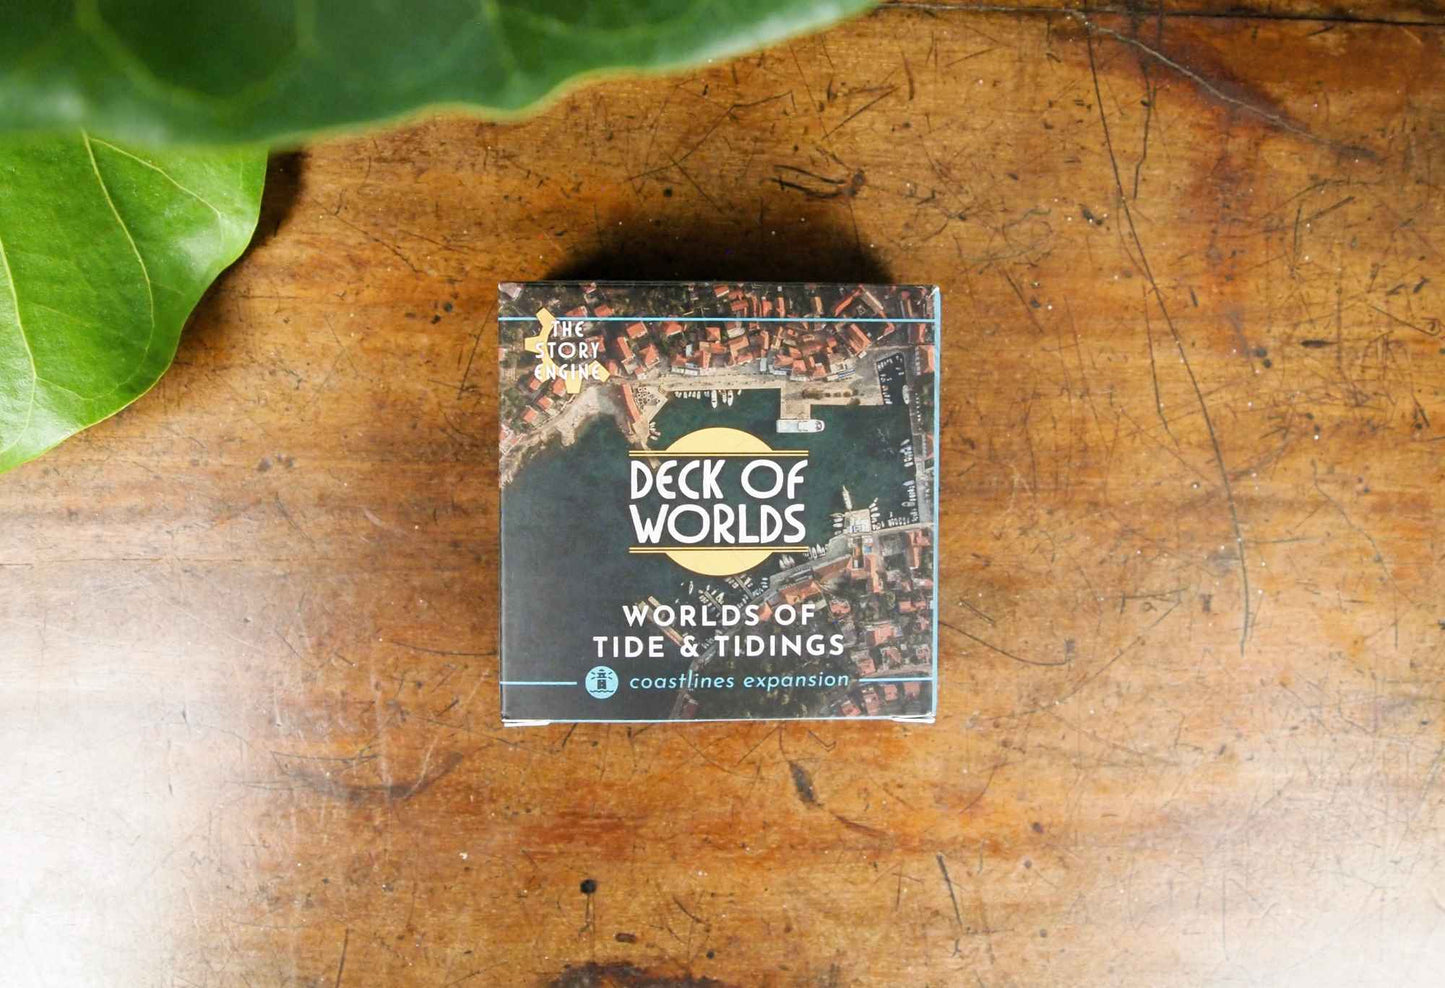 THE
STORY
ENGINE
DECK OF
WORLDS
WORLDS OF
TIDE & TIDINGS
coastlines expansion